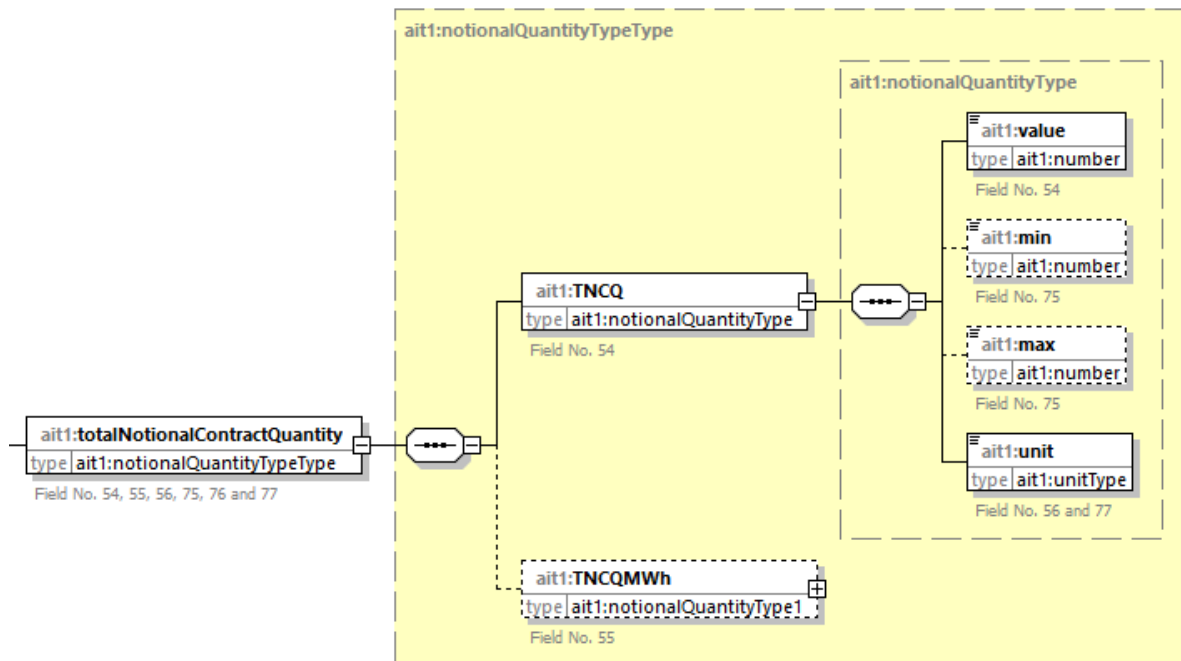 ait1:notionalQuantityTypeType
ait1:notionalQuantityType
ait1:value
type ait1:number
Field No. 54
ait1:min
type ait1:number
Field No. 75
ait1:TNCQ
type ait1:notionalQuantityType
Field No. 54
ait1:max
type ait1:number
Field No. 75
ait1:totalNotionalContractQuantity
type ait1:notionalQuantityTypeType
Field No. 54, 55, 56, 75, 76 and 77
ait1:unit
type ait1:unitType
Field No. 56 and 77
ait1:TNCQMWh
type ait1:notionalQuantityType1
Field No. 55